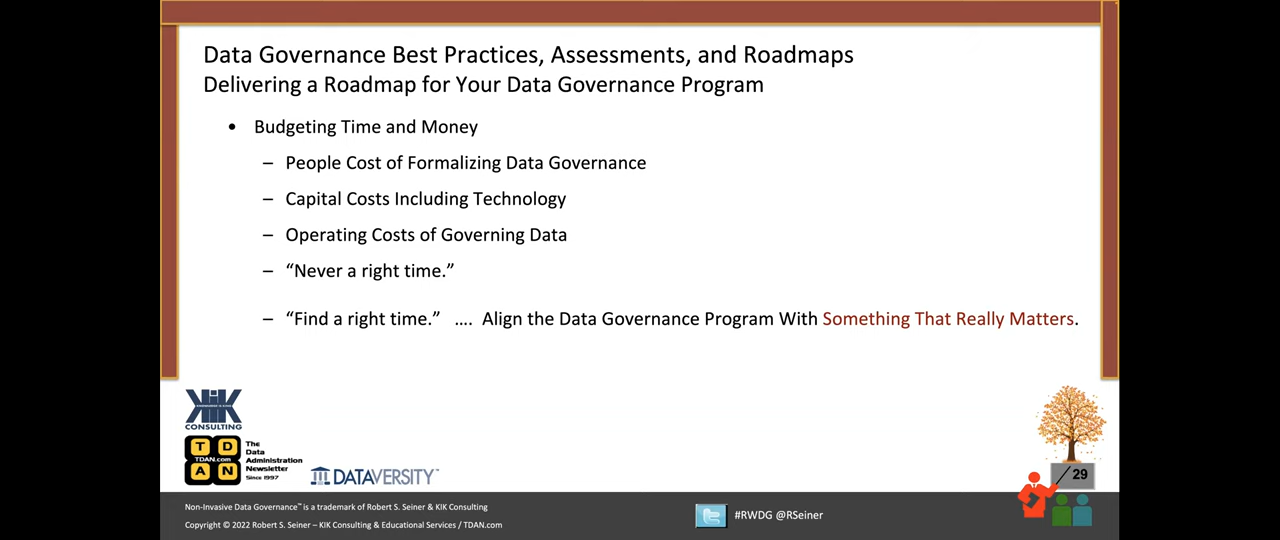 Data Governance Best Practices, Assessments, and Roadmaps
Delivering a Roadmap for Your Data Governance Program
• Budgeting Time and Money
– People Cost of Formalizing Data Governance
– Capital Costs Including Technology
– Operating Costs of Governing Data
– “Never a right time.”
– “Find a right time.” .... Align the Data Governance Program With Something That Really Matters.
KIK
CONSULTING
T D
TDAN.com
A N
The
Data
Administration
Newsletter
Since 1997
DATAVERSITY™
29
Non-Invasive Data Governance™ is a trademark of Robert S. Seiner & KIK Consulting
Copyright © 2022 Robert S. Seiner – KIK Consulting & Educational Services / TDAN.com
#RWDG @RSeiner